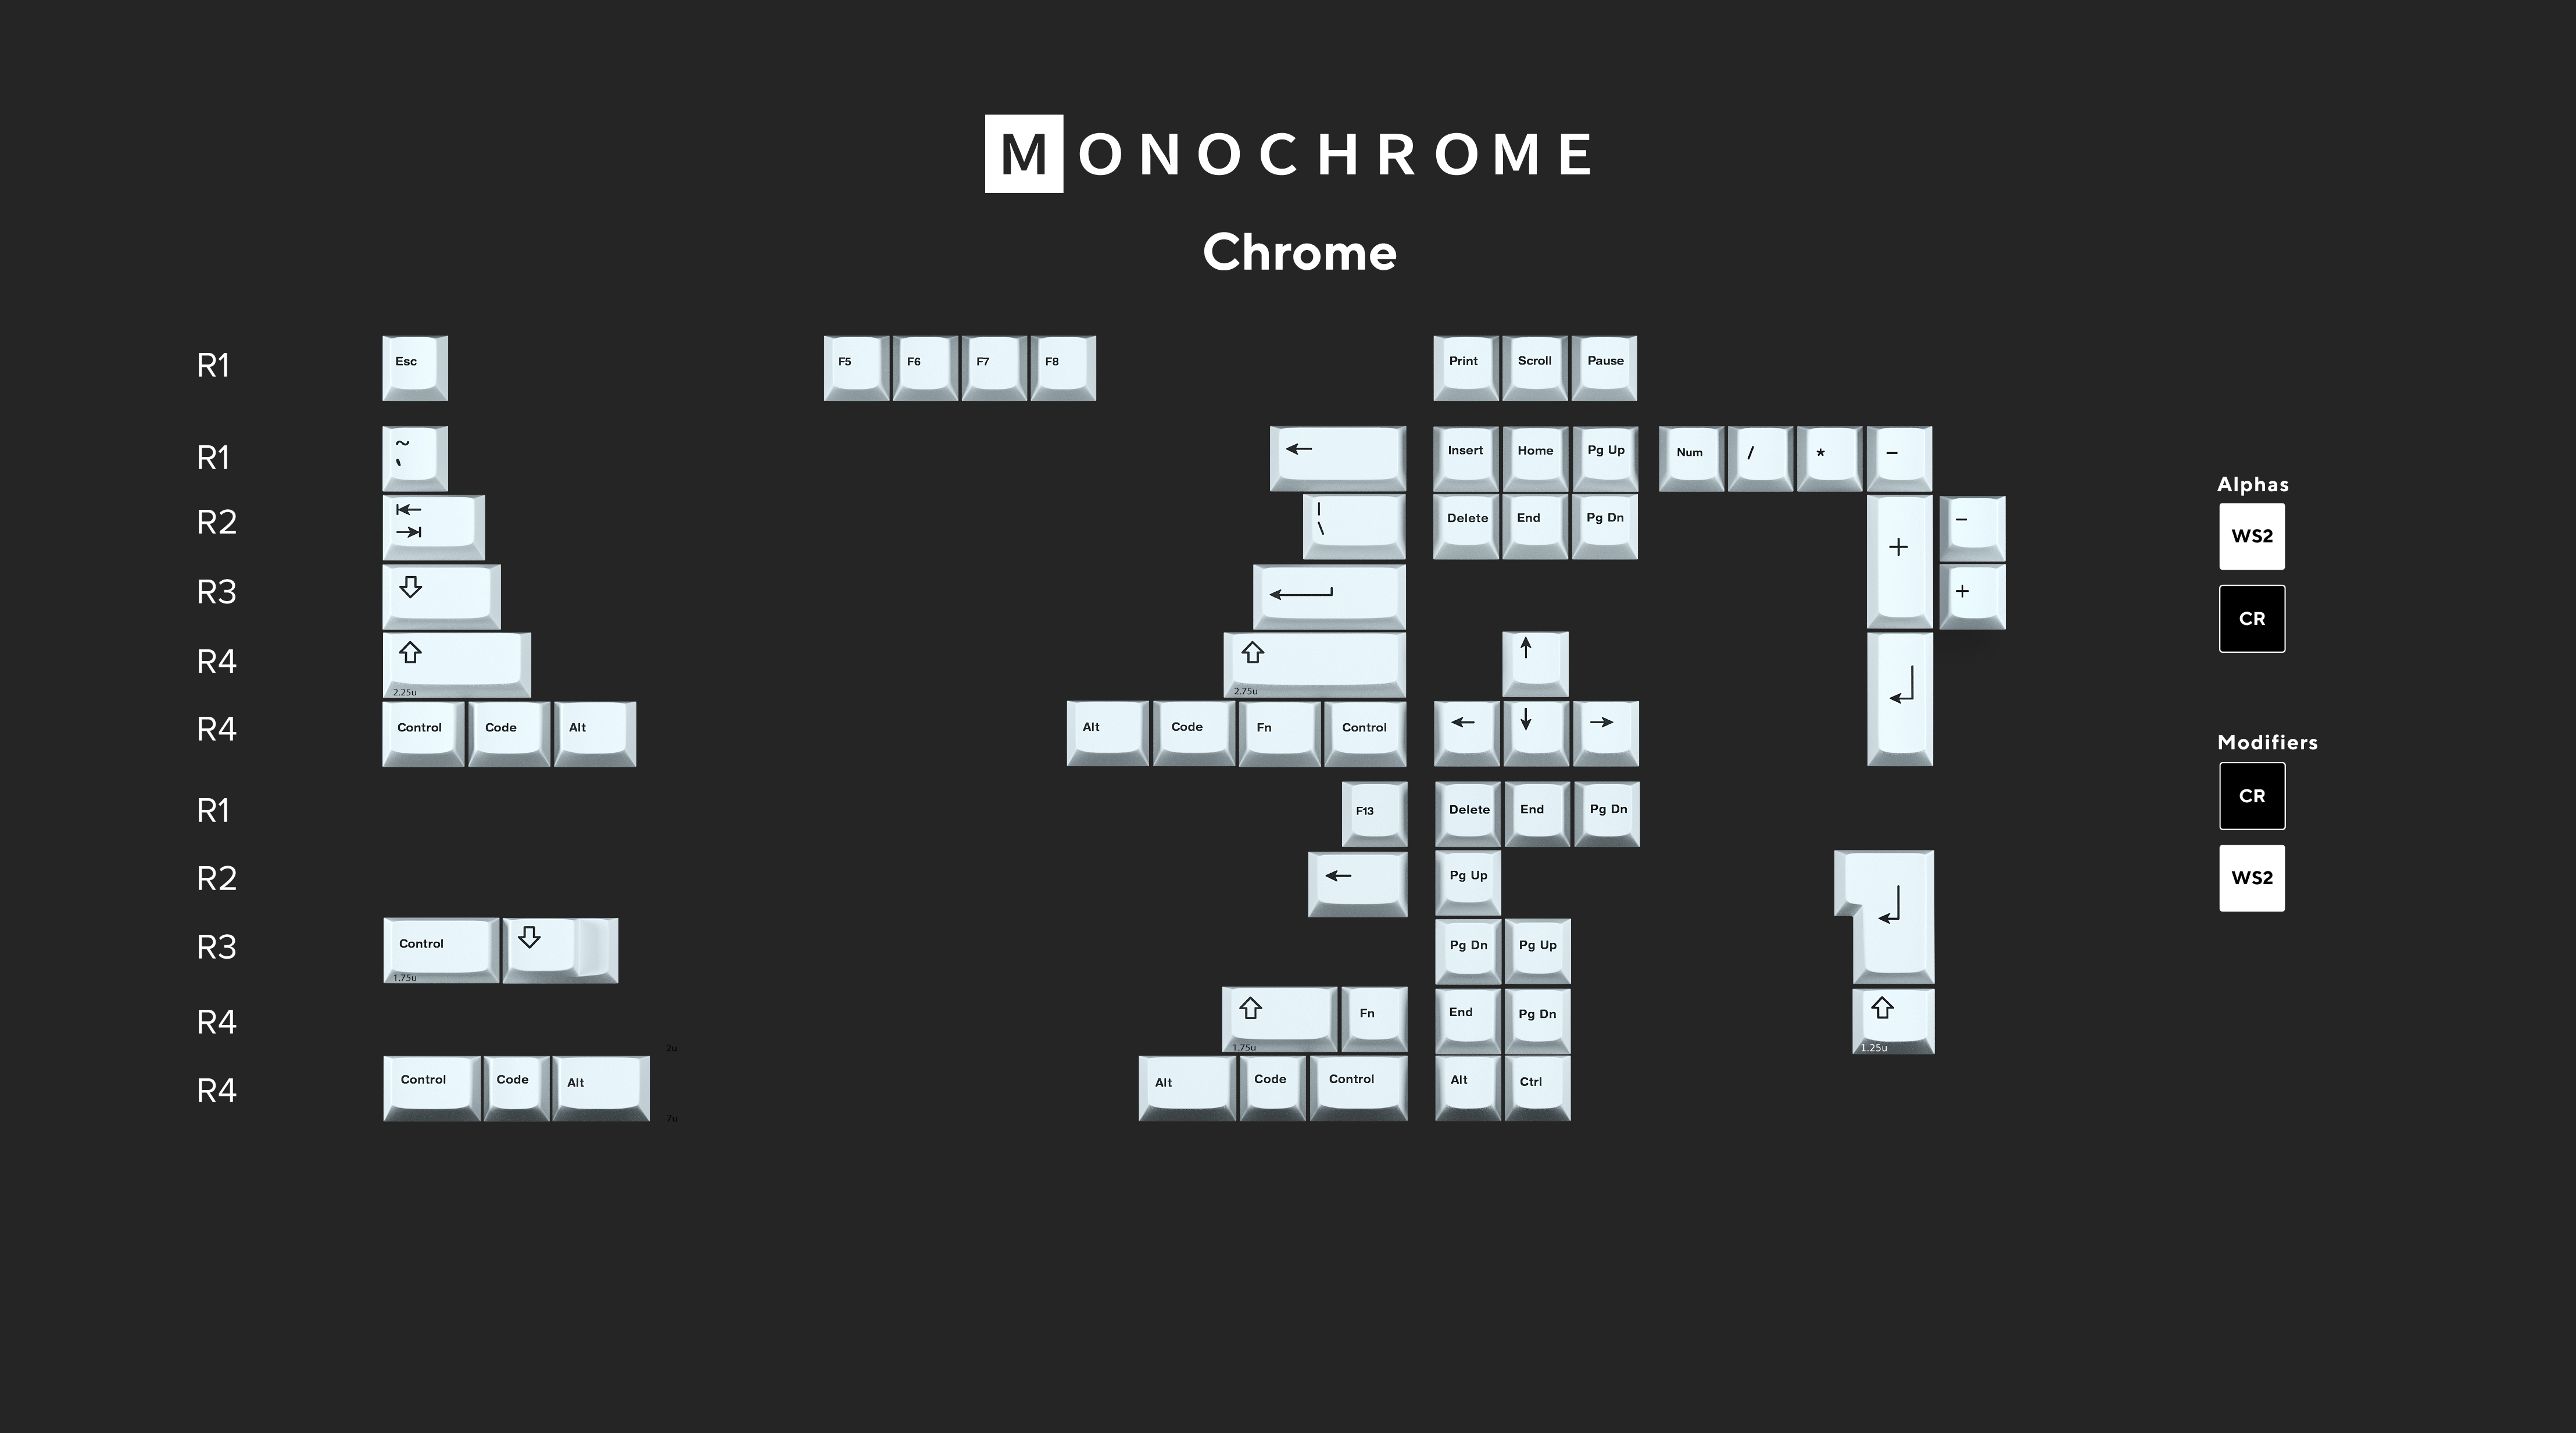 MONOCHROME
Chrome
R1 Esc F5 F6 F7 F8 Print Scroll Pause
R1 ~ ` ← Insert Home Pg Up Num / * -
Alphas
R2 ⇤ ⇥ | \ Delete End Pg Dn + -
WS2
R3 ⇩ ↵ +
CR
R4 ⇧ 2.25u ⇧ 2.75u ↑ ↵
R4 Control Code Alt Alt Code Fn Control ← ↓ →
Modifiers
R1 F13 Delete End Pg Dn
CR
R2 ← Pg Up ↵
WS2
R3 Control 1.75u ⇩ Pg Dn Pg Up
R4 2u ⇧ 1.75u Fn End Pg Dn ⇧ 1.25u
R4 Control Code Alt 7u Alt Code Control Alt Ctrl